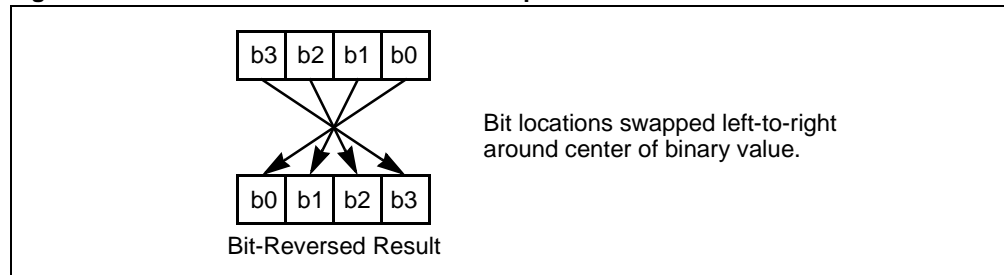 b3 b2 b1 b0
Bit locations swapped left-to-right
around center of binary value.
b0 b1 b2 b3
Bit-Reversed Result